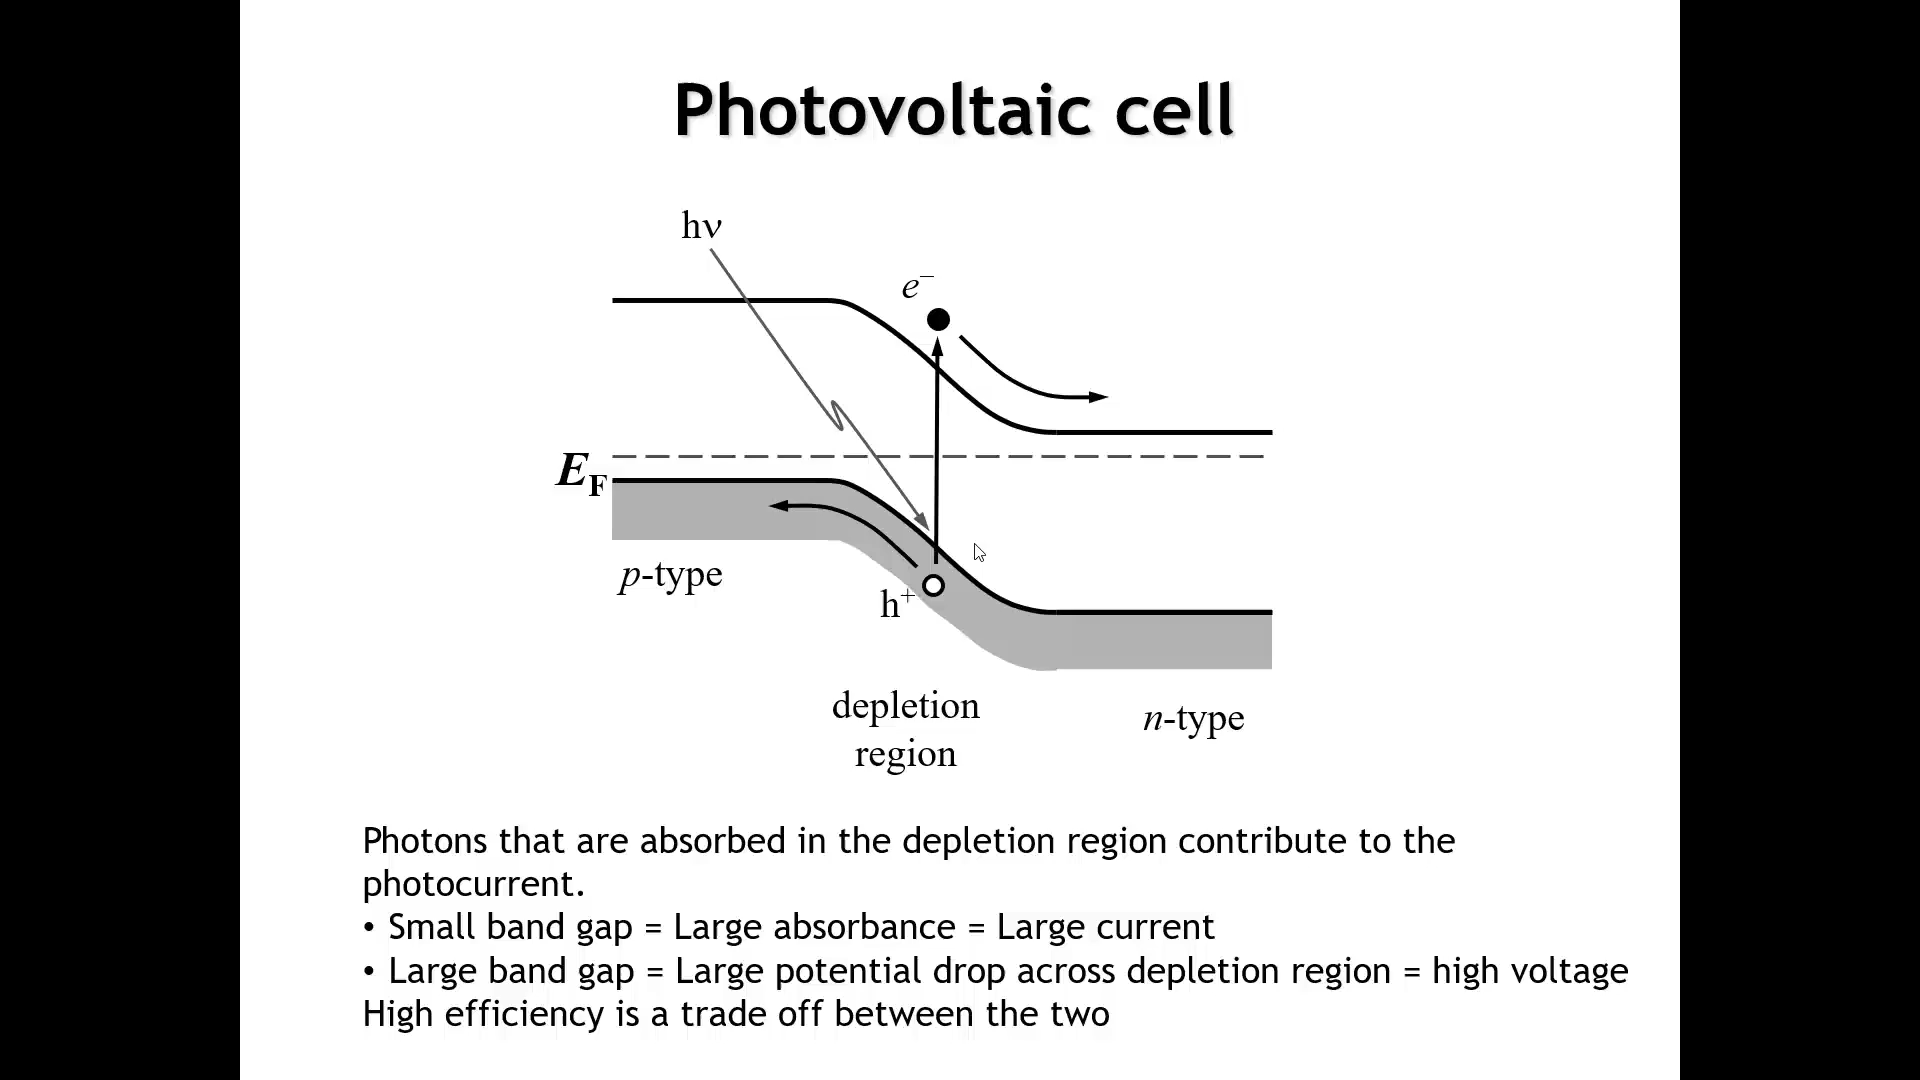 Photovoltaic cell
hν
e⁻
E_F
p-type
h⁺
depletion
region
n-type
Photons that are absorbed in the depletion region contribute to the
photocurrent.
• Small band gap = Large absorbance = Large current
• Large band gap = Large potential drop across depletion region = high voltage
High efficiency is a trade off between the two